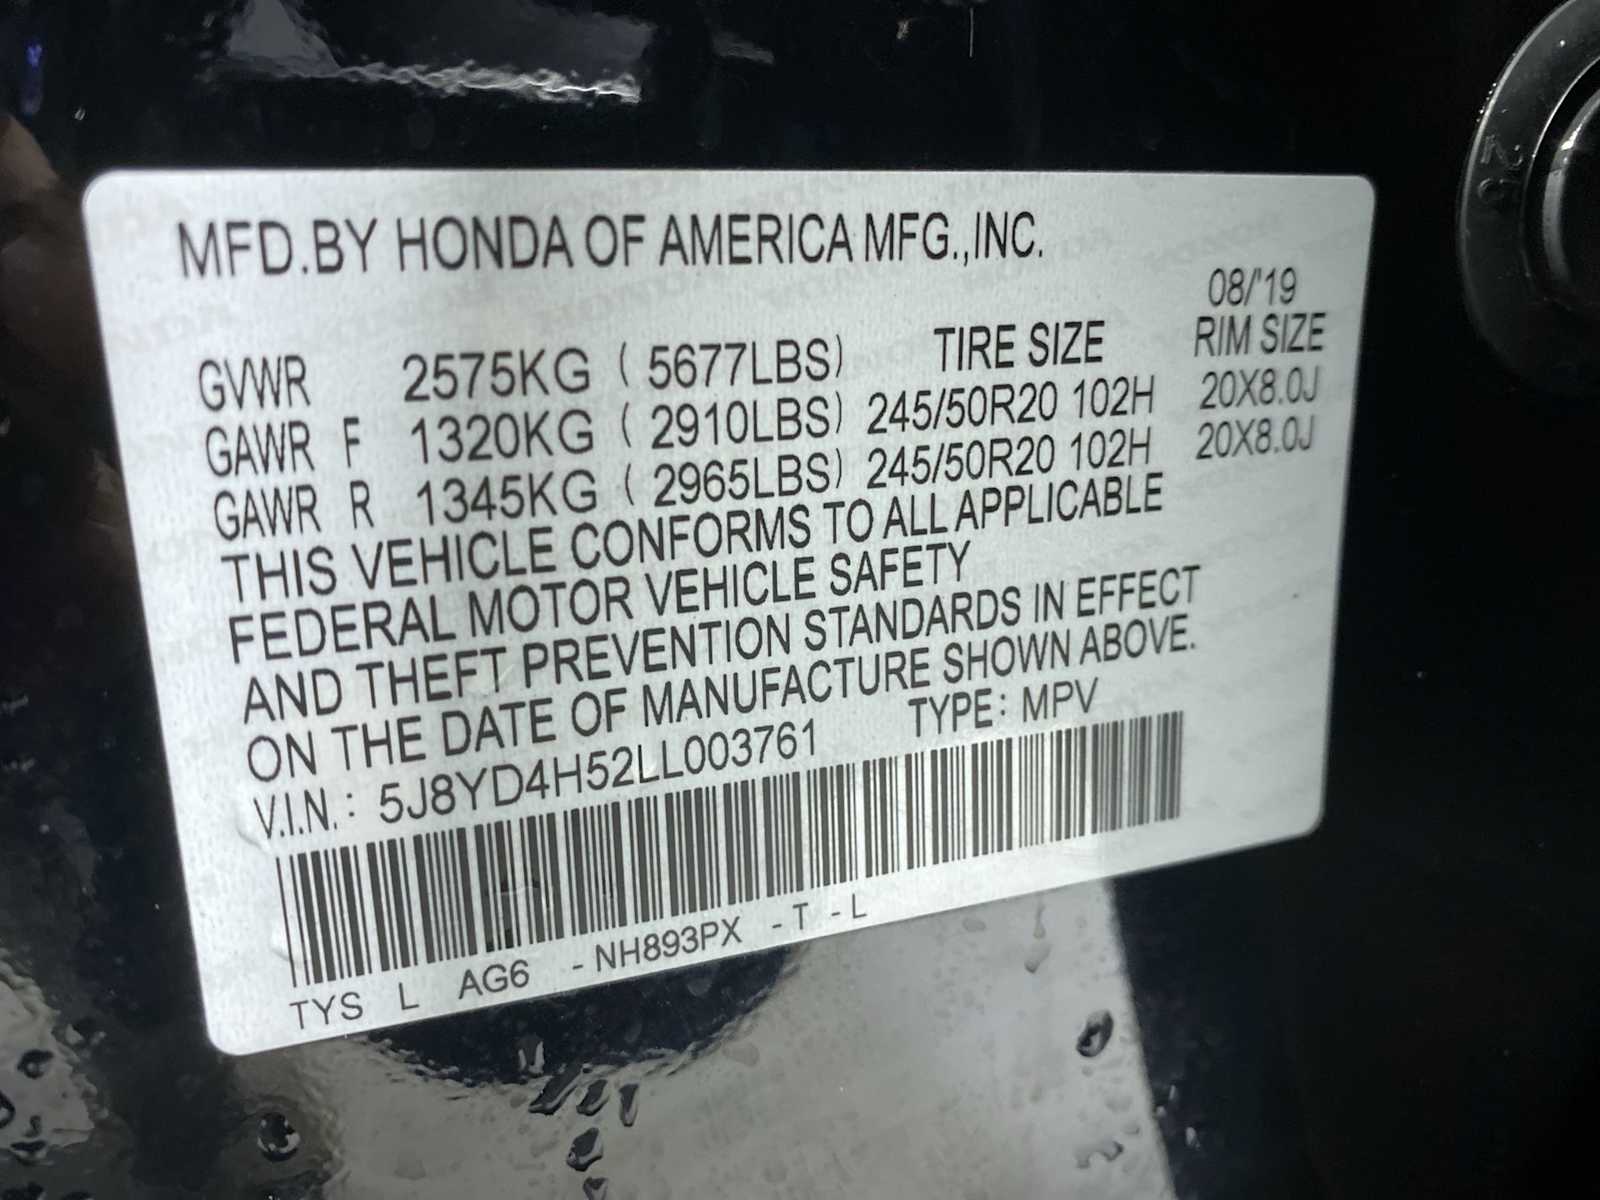 MFD.BY HONDA OF AMERICA MFG.,INC.
08/'19
GVWR 2575KG ( 5677LBS) TIRE SIZE RIM SIZE
GAWR F 1320KG ( 2910LBS) 245/50R20 102H 20X8.0J
GAWR R 1345KG ( 2965LBS) 245/50R20 102H 20X8.0J
THIS VEHICLE CONFORMS TO ALL APPLICABLE
FEDERAL MOTOR VEHICLE SAFETY
AND THEFT PREVENTION STANDARDS IN EFFECT
ON THE DATE OF MANUFACTURE SHOWN ABOVE.
V.I.N.: 5J8YD4H52LL003761 TYPE: MPV
TYS L AG6 -NH893PX -T -L